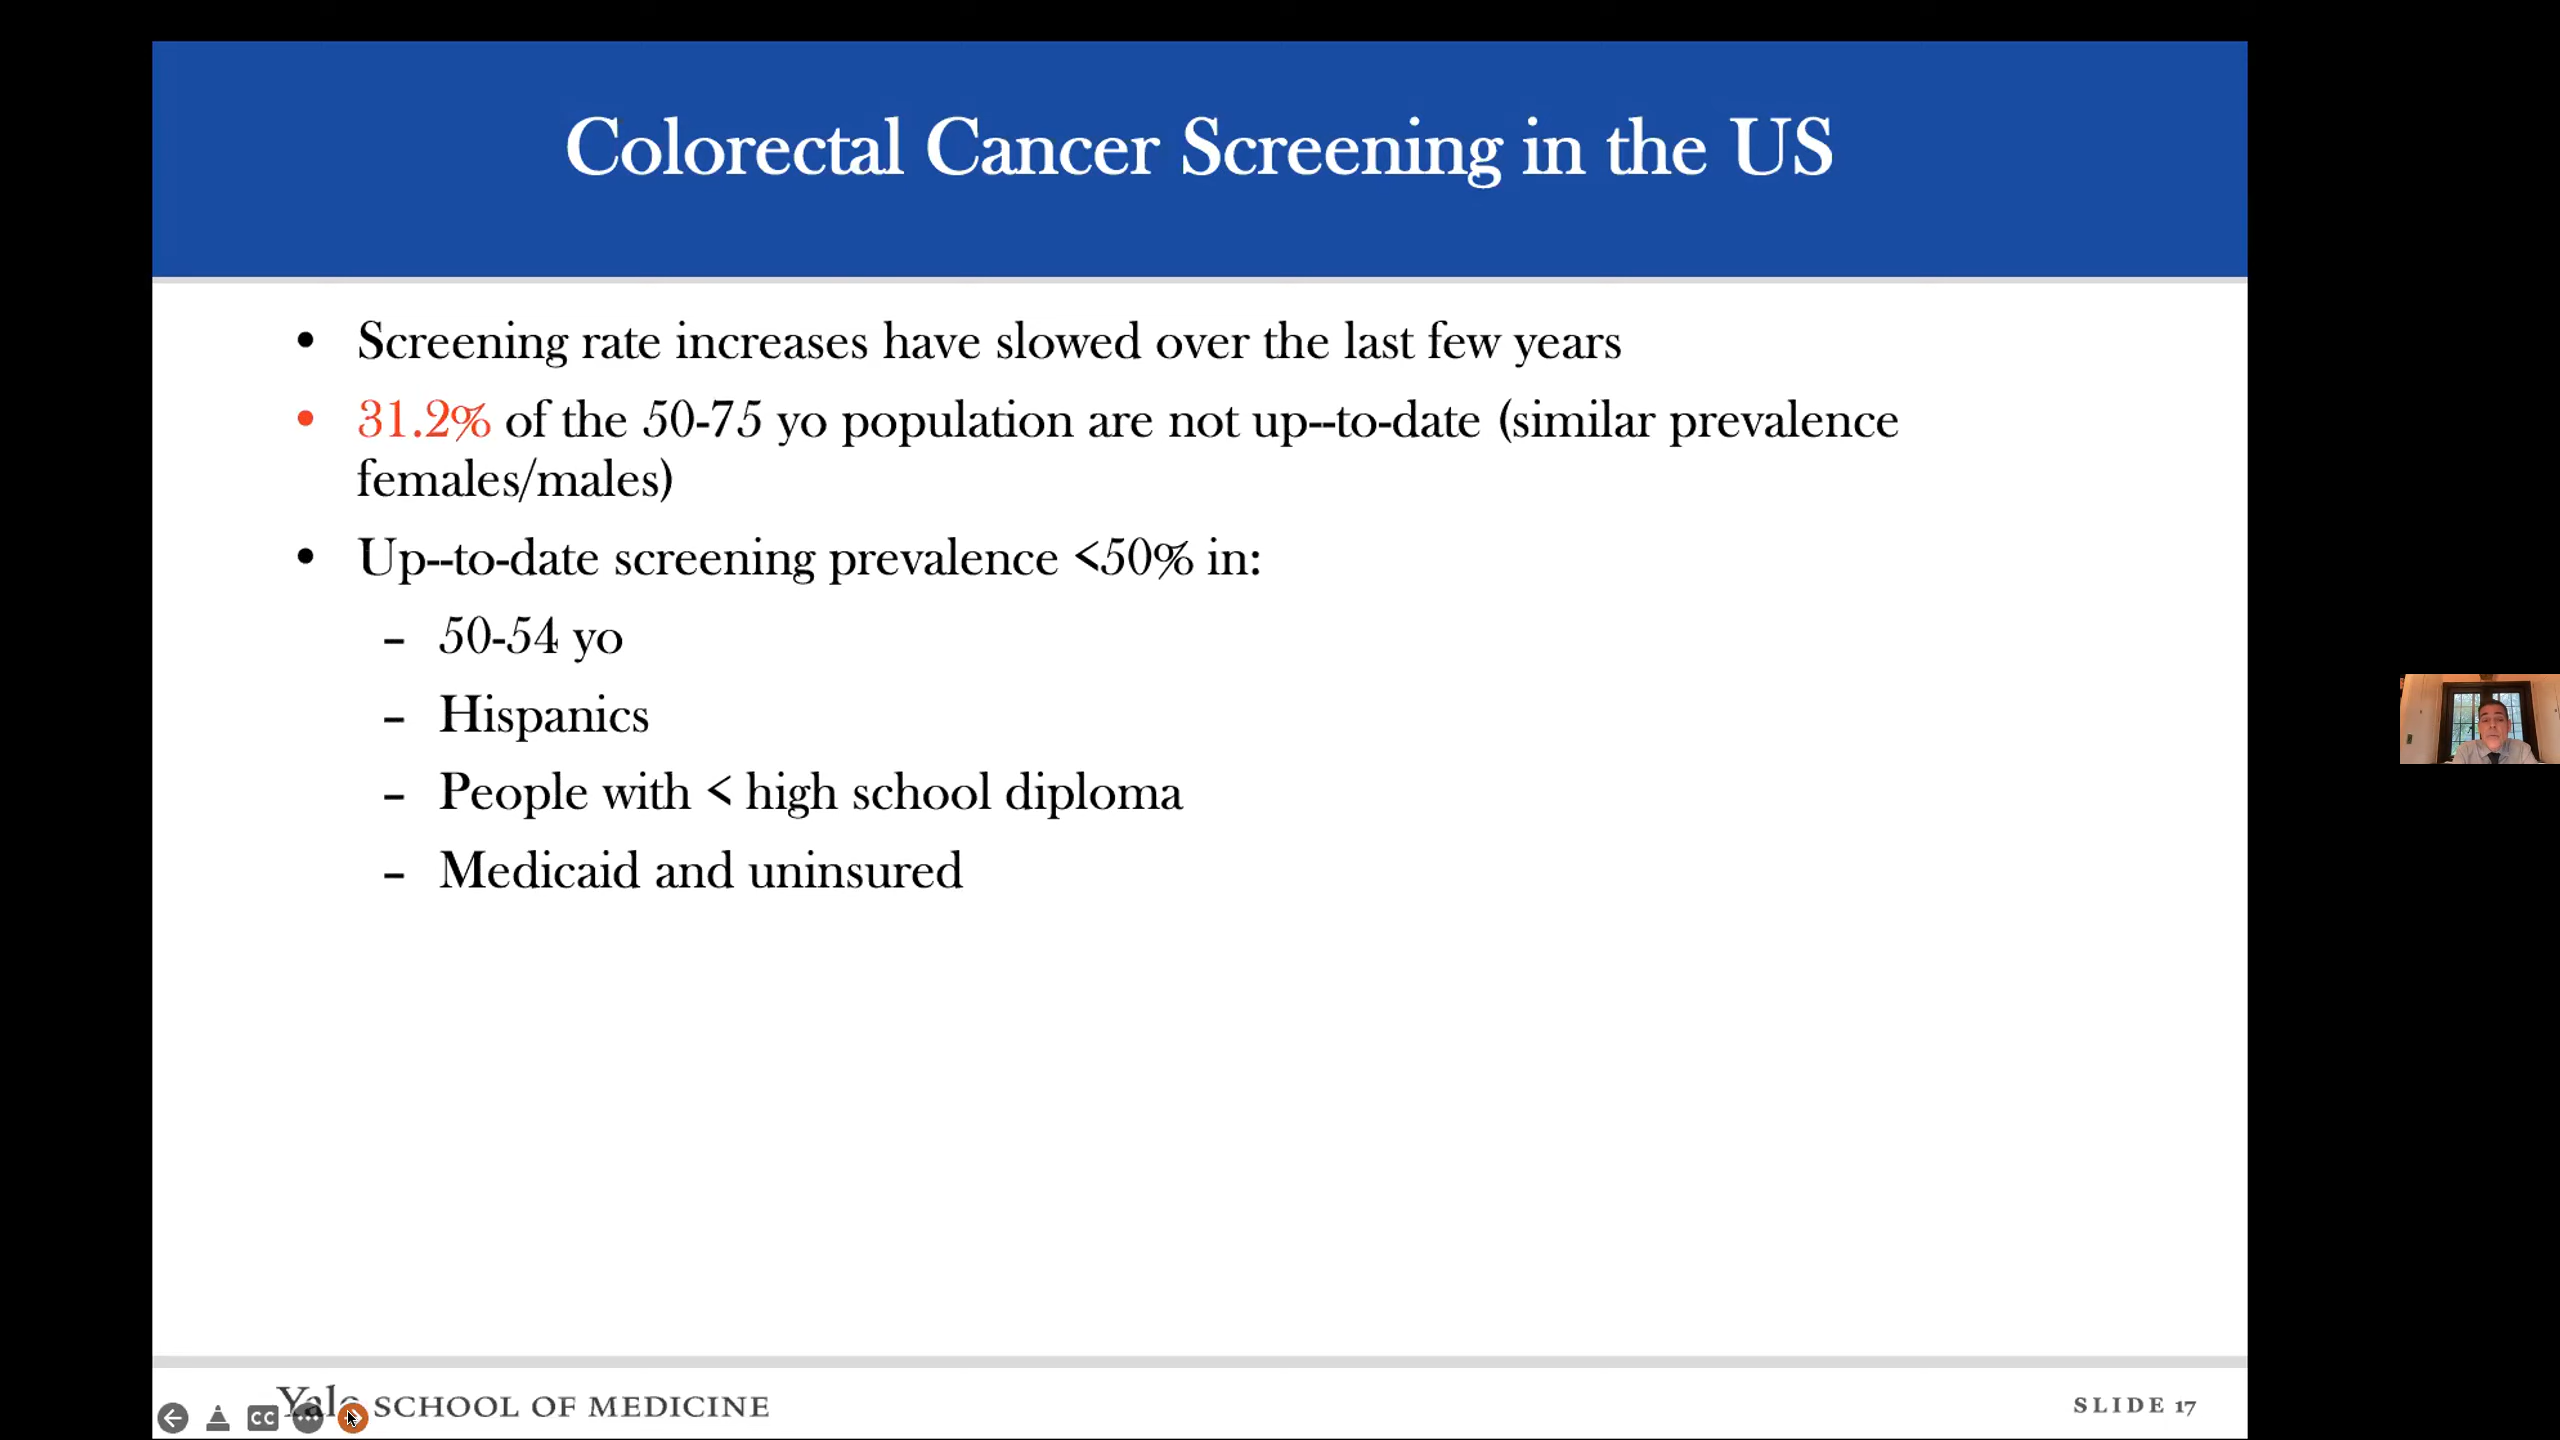 Colorectal Cancer Screening in the US
• Screening rate increases have slowed over the last few years
• 31.2% of the 50-75 yo population are not up--to-date (similar prevalence
females/males)
• Up--to-date screening prevalence <50% in:
– 50-54 yo
– Hispanics
– People with < high school diploma
– Medicaid and uninsured
CC
Yale SCHOOL OF MEDICINE
SLIDE 17